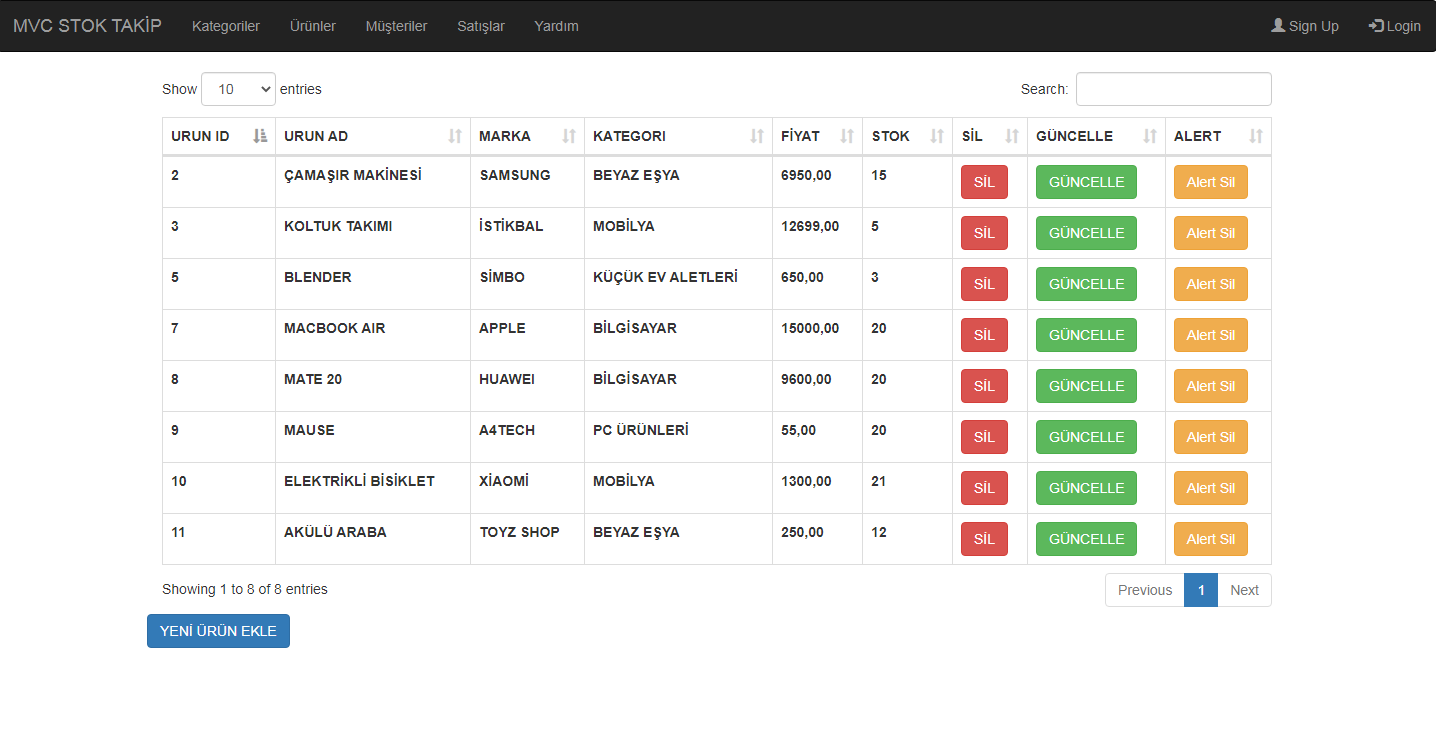 MVC STOK TAKİP Kategoriler Ürünler Müşteriler Satışlar Yardım Sign Up Login
Show 10 entries Search:
URUN ID URUN AD MARKA KATEGORI FİYAT STOK SİL GÜNCELLE ALERT
2 ÇAMAŞIR MAKİNESİ SAMSUNG BEYAZ EŞYA 6950,00 15 SİL GÜNCELLE Alert Sil
3 KOLTUK TAKIMI İSTİKBAL MOBİLYA 12699,00 5 SİL GÜNCELLE Alert Sil
5 BLENDER SİMBO KÜÇÜK EV ALETLERİ 650,00 3 SİL GÜNCELLE Alert Sil
7 MACBOOK AIR APPLE BİLGİSAYAR 15000,00 20 SİL GÜNCELLE Alert Sil
8 MATE 20 HUAWEI BİLGİSAYAR 9600,00 20 SİL GÜNCELLE Alert Sil
9 MAUSE A4TECH PC ÜRÜNLERİ 55,00 20 SİL GÜNCELLE Alert Sil
10 ELEKTRİKLİ BİSİKLET XİAOMİ MOBİLYA 1300,00 21 SİL GÜNCELLE Alert Sil
11 AKÜLÜ ARABA TOYZ SHOP BEYAZ EŞYA 250,00 12 SİL GÜNCELLE Alert Sil
Showing 1 to 8 of 8 entries Previous 1 Next
YENİ ÜRÜN EKLE